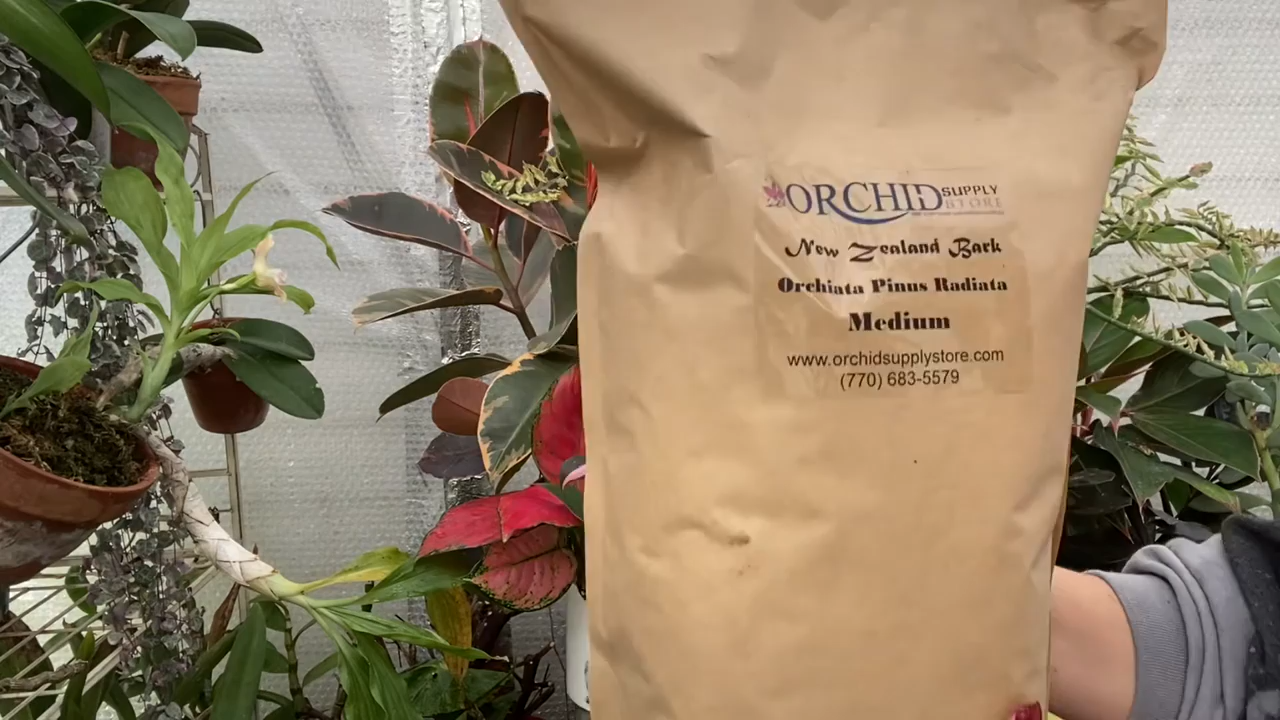 ORCHID SUPPLY STORE
New Zealand Bark
Orchiata Pinus Radiata
Medium
www.orchidsupplystore.com
(770) 683-5579